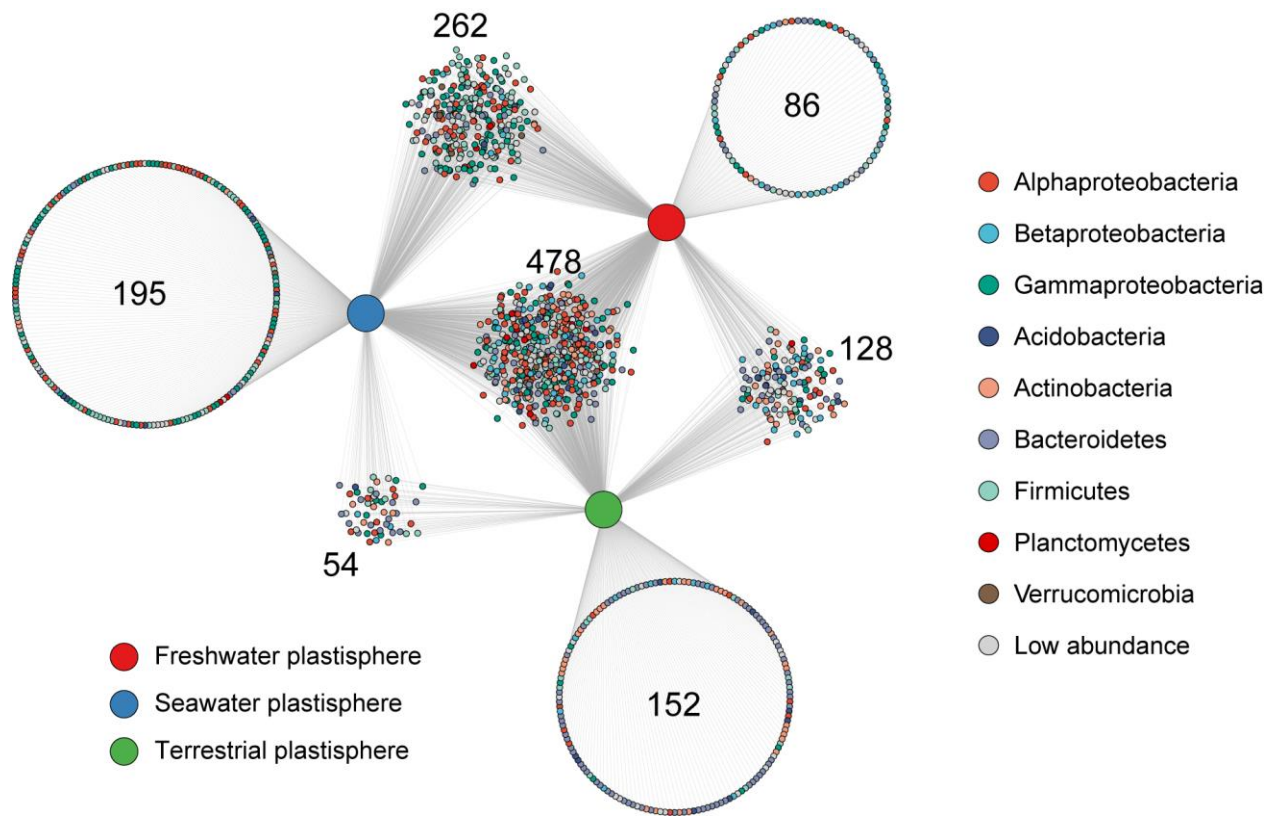 262
86
195
478
128
54
152
Alphaproteobacteria
Betaproteobacteria
Gammaproteobacteria
Acidobacteria
Actinobacteria
Bacteroidetes
Firmicutes
Planctomycetes
Verrucomicrobia
Low abundance
Freshwater plastisphere
Seawater plastisphere
Terrestrial plastisphere